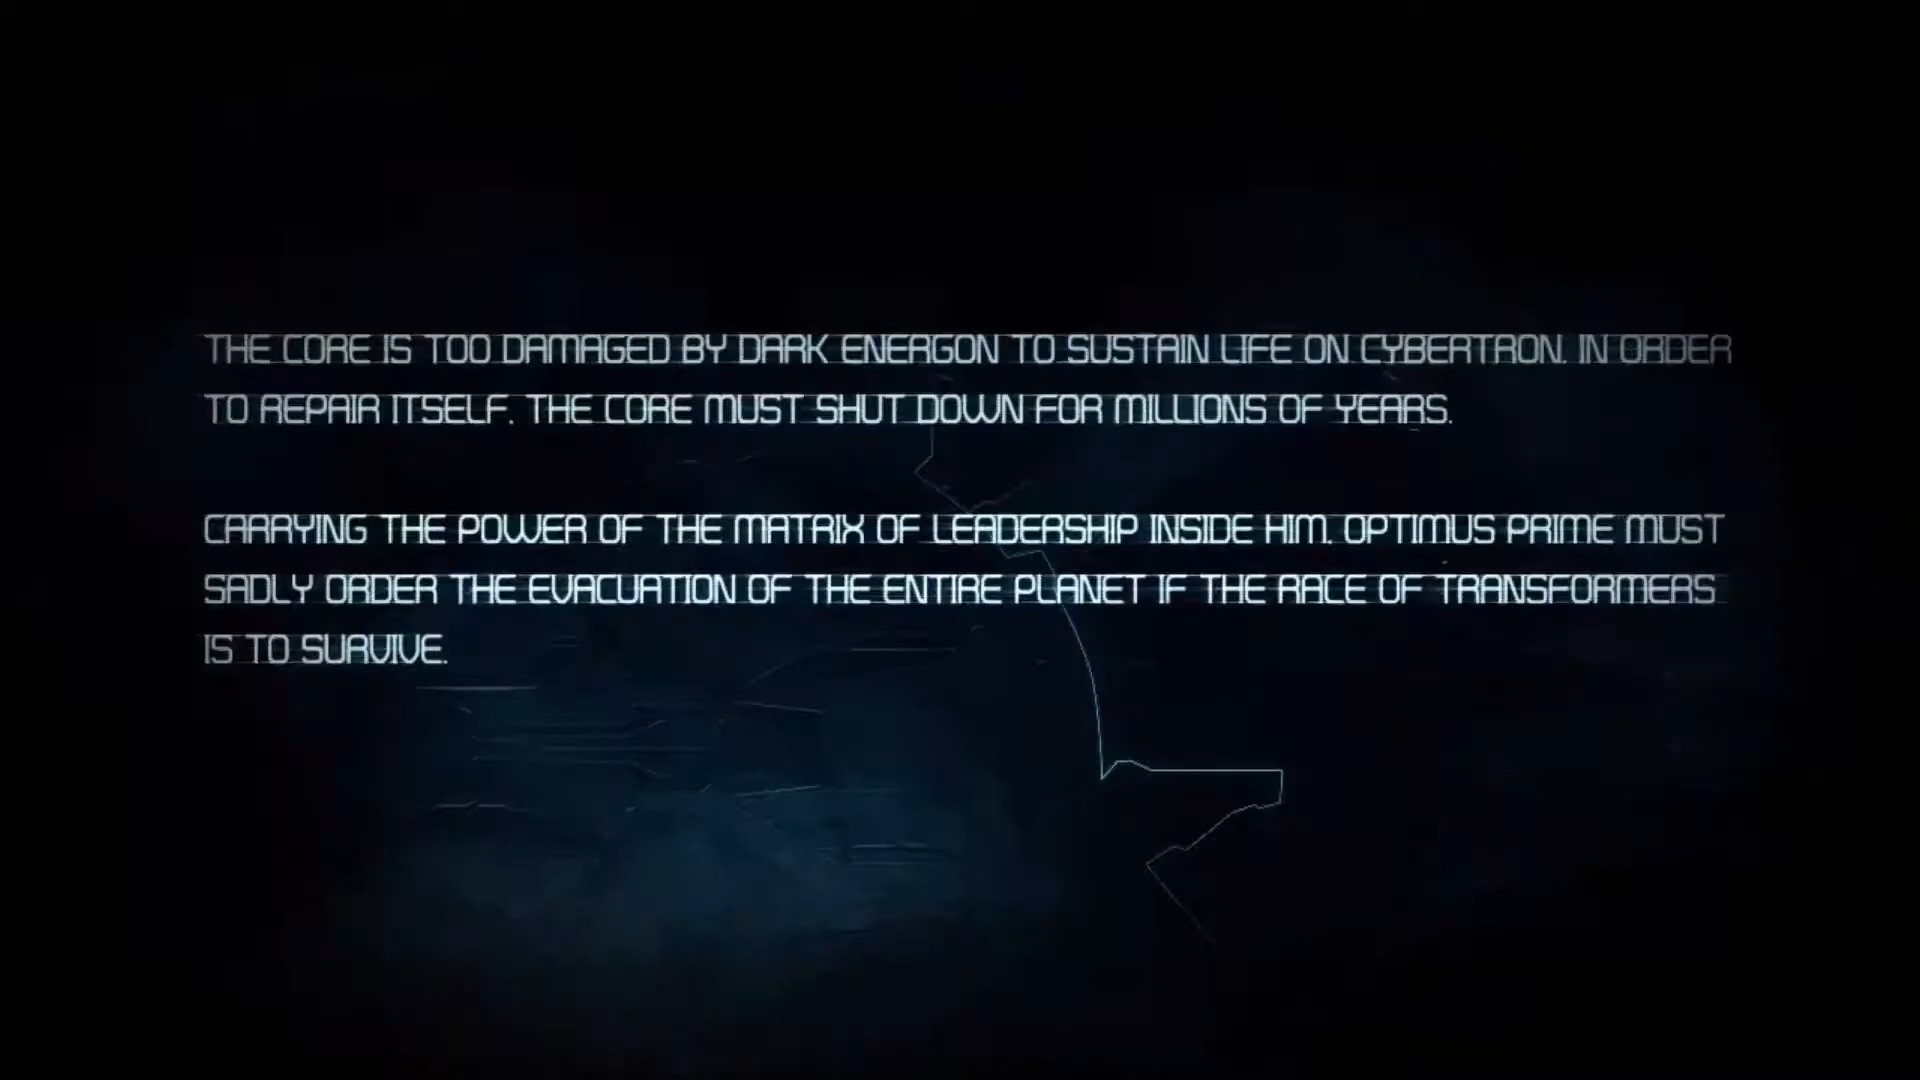 THE CORE IS TOO DAMAGED BY DARK ENERGON TO SUSTAIN LIFE ON CYBERTRON. IN ORDER
TO REPAIR ITSELF, THE CORE MUST SHUT DOWN FOR MILLIONS OF YEARS.
CARRYING THE POWER OF THE MATRIX OF LEADERSHIP INSIDE HIM, OPTIMUS PRIME MUST
SADLY ORDER THE EVACUATION OF THE ENTIRE PLANET IF THE RACE OF TRANSFORMERS
IS TO SURVIVE.